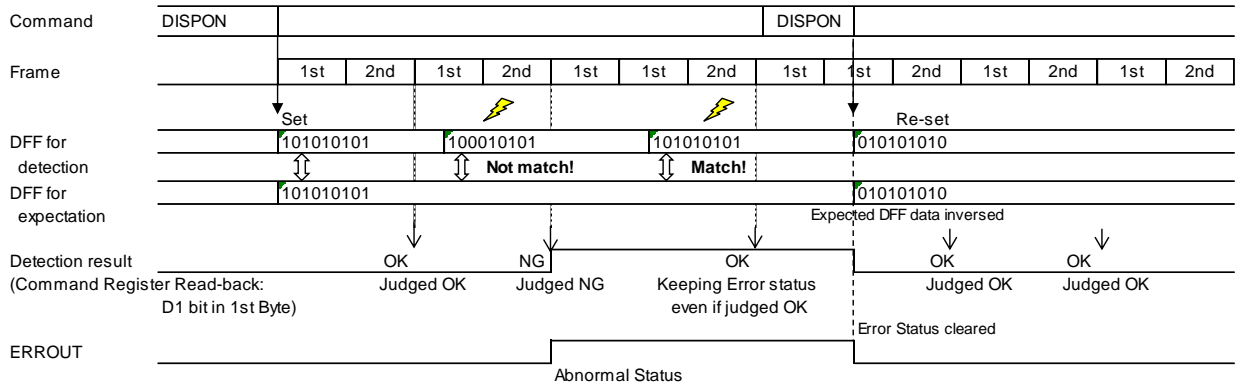 Command DISPON DISPON
Frame 1st 2nd 1st 2nd 1st 1st 2nd 1st 1st 2nd 1st 2nd 1st 2nd
Set Re-set
DFF for 101010101 100010101 101010101 010101010
detection Not match! Match!
DFF for 101010101 010101010
expectation Expected DFF data inversed
Detection result OK NG OK OK OK
(Command Register Read-back: Judged OK Judged NG Keeping Error status Judged OK Judged OK
D1 bit in 1st Byte) even if judged OK
Error Status cleared
ERROUT
Abnormal Status